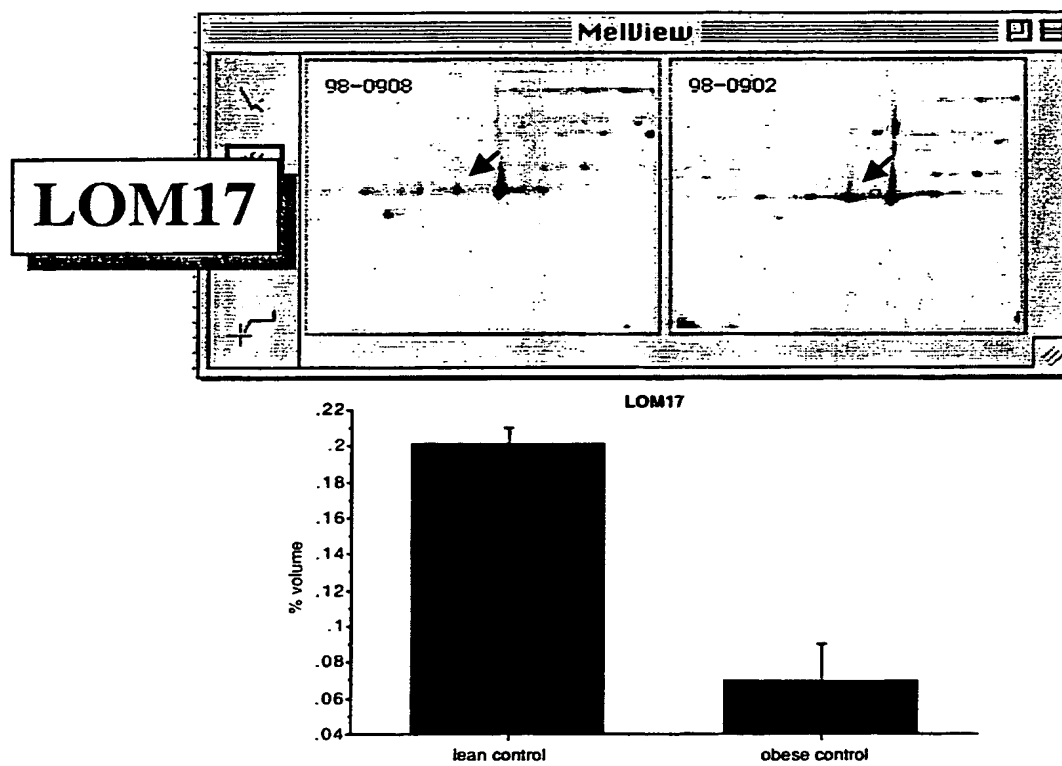 MelView
98-0908
98-0902
LOM17
LOM17
.22
.2
.18
.16
.14
.12
.1
.08
.06
.04
% volume
lean control
obese control